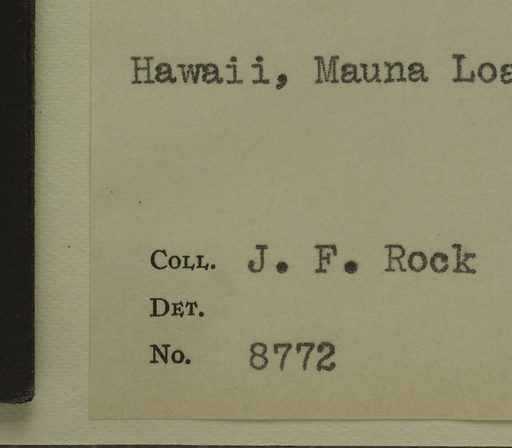 Hawaii, Mauna Loa
Coll. J. F. Rock
Det.
No. 8772